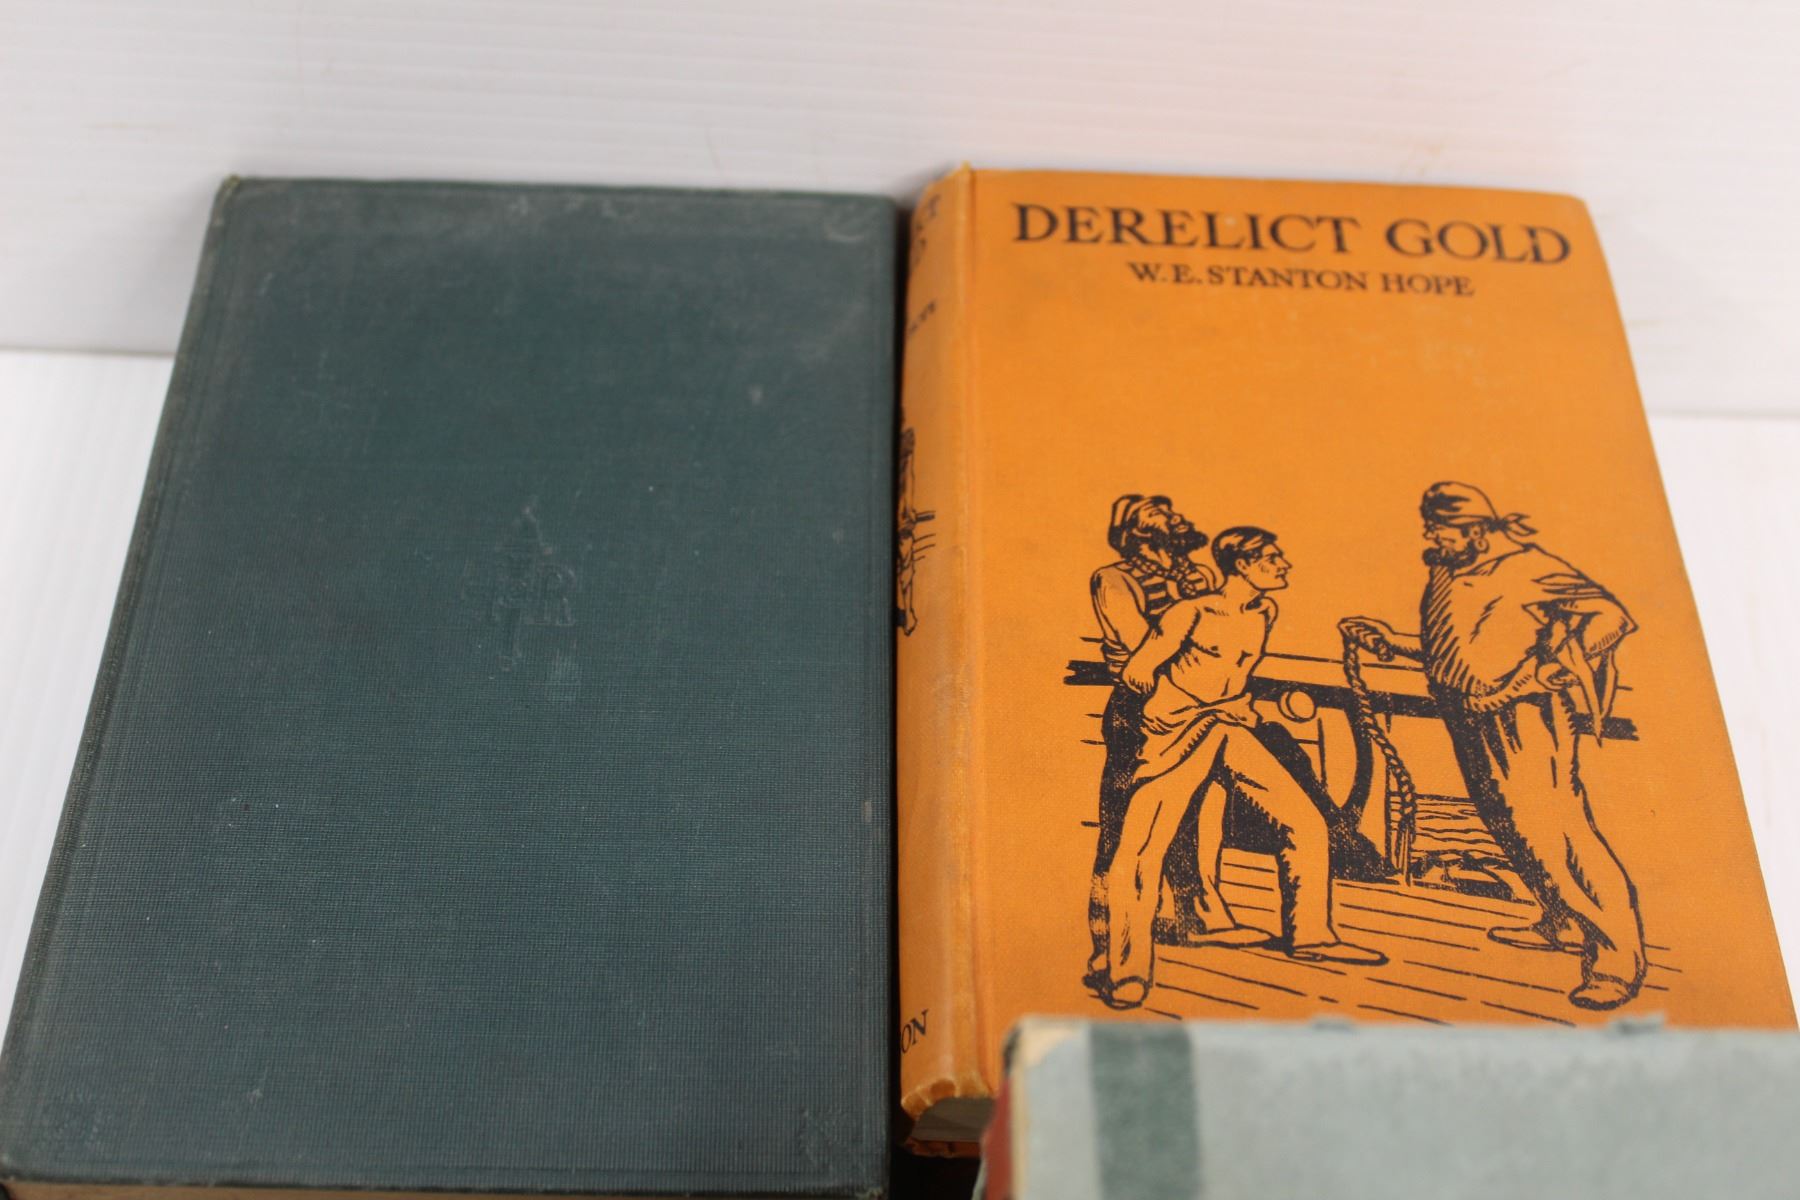 DERELICT GOLD
W. E. STANTON HOPE